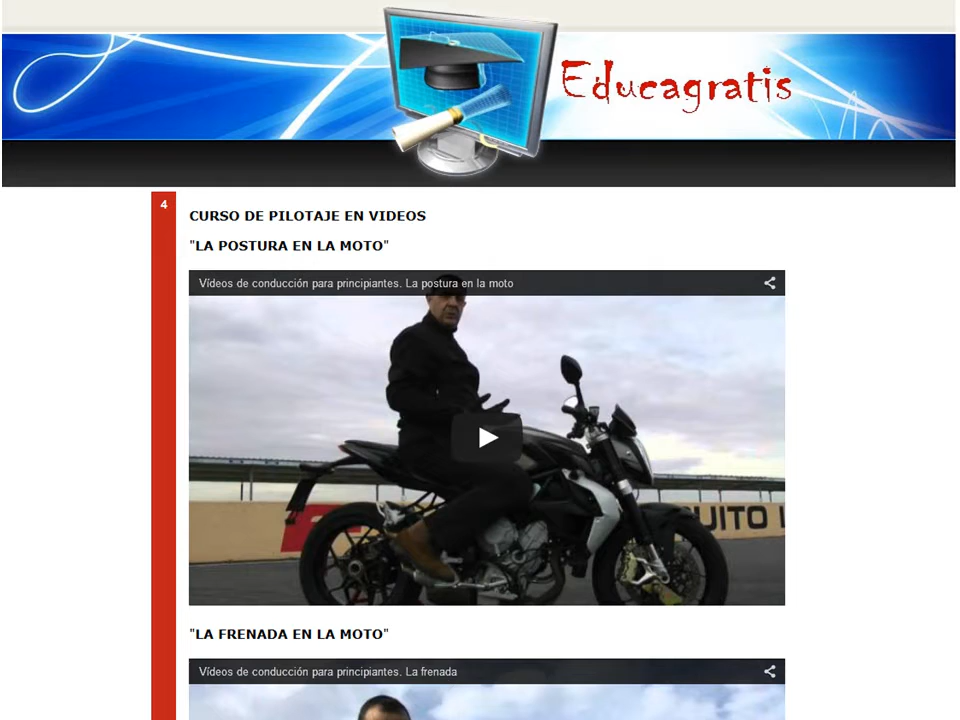 Educagratis
4
CURSO DE PILOTAJE EN VIDEOS
"LA POSTURA EN LA MOTO"
Vídeos de conducción para principiantes. La postura en la moto
UITO
"LA FRENADA EN LA MOTO"
Vídeos de conducción para principiantes. La frenada